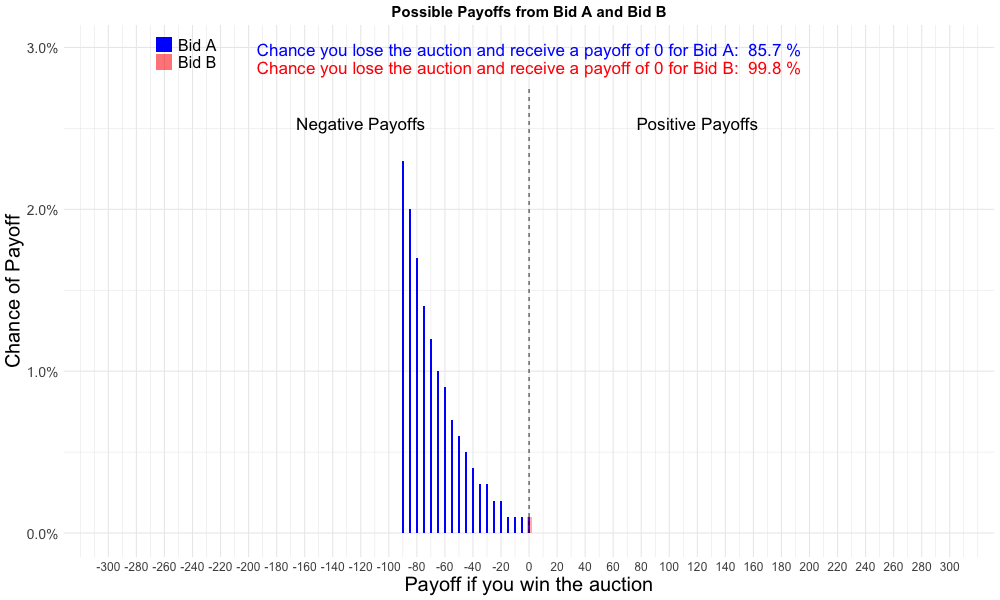 Possible Payoffs from Bid A and Bid B
Bid A
Bid B
Chance you lose the auction and receive a payoff of 0 for Bid A:  85.7 %
Chance you lose the auction and receive a payoff of 0 for Bid B:  99.8 %
Negative Payoffs
Positive Payoffs
3.0%
2.0%
1.0%
0.0%
Chance of Payoff
-300 -280 -260 -240 -220 -200 -180 -160 -140 -120 -100 -80 -60 -40 -20 0 20 40 60 80 100 120 140 160 180 200 220 240 260 280 300
Payoff if you win the auction